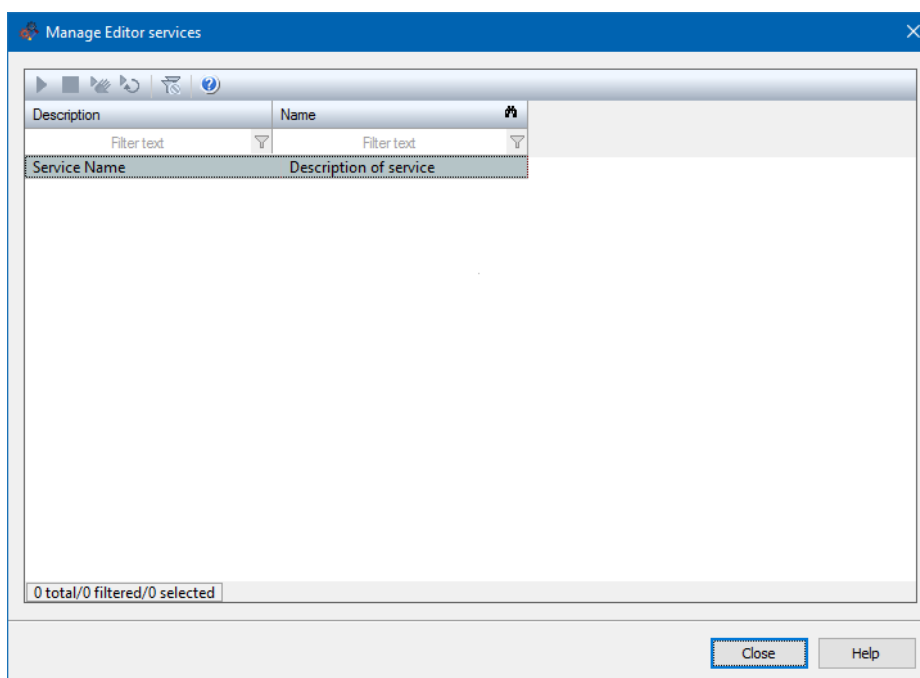 Manage Editor services
Description Name
Filter text Filter text
Service Name Description of service
0 total/0 filtered/0 selected
Close Help